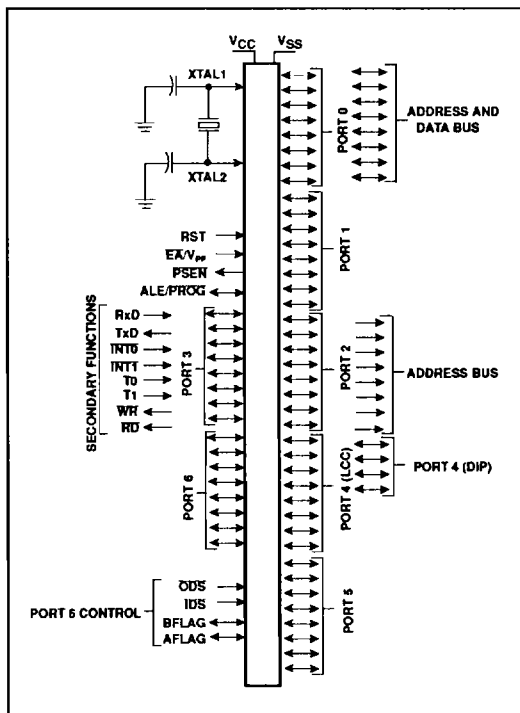 VCC VSS
XTAL1
XTAL2
PORT 0
ADDRESS AND
DATA BUS
PORT 1
RST
EA/VPP
PSEN
ALE/PROG
SECONDARY FUNCTIONS
RxD
TxD
INT0
INT1
T0
T1
WR
RD
PORT 3
PORT 2
ADDRESS BUS
PORT 6
PORT 4 (LCC)
PORT 4 (DIP)
PORT 6 CONTROL
ODS
IDS
BFLAG
AFLAG
PORT 5